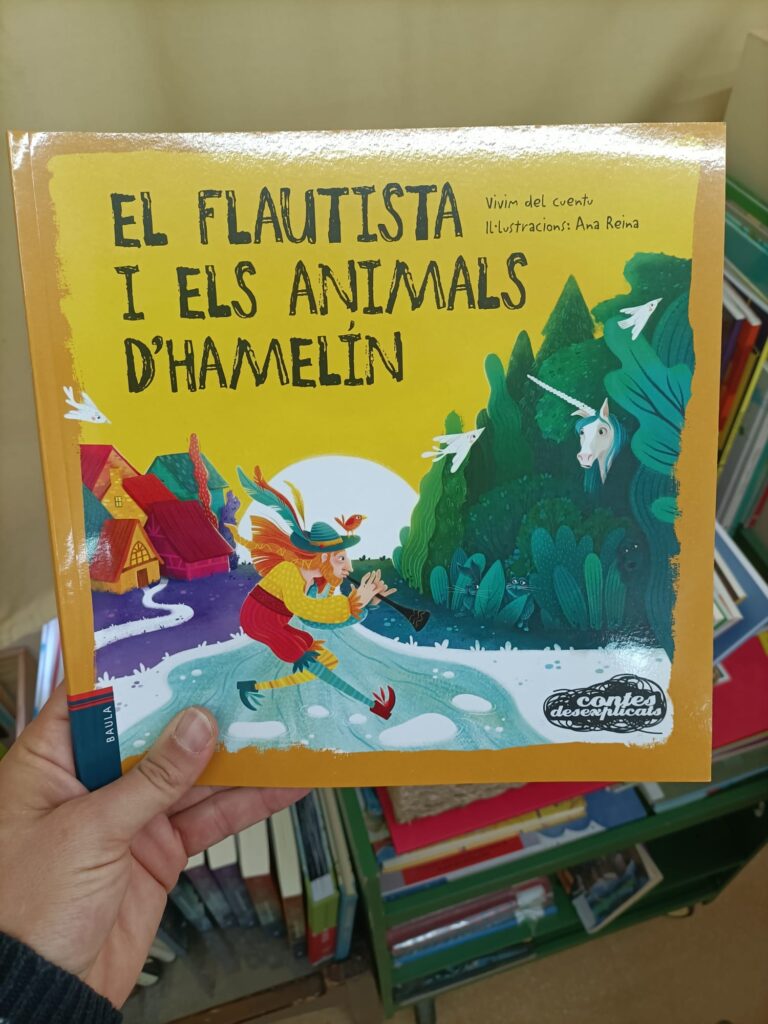 EL FLAUTISTA
I ELS ANIMALS
D'HAMELÍN
Vivim del cuentu
Il·lustracions: Ana Reina
contes
desexplicats
BAULA